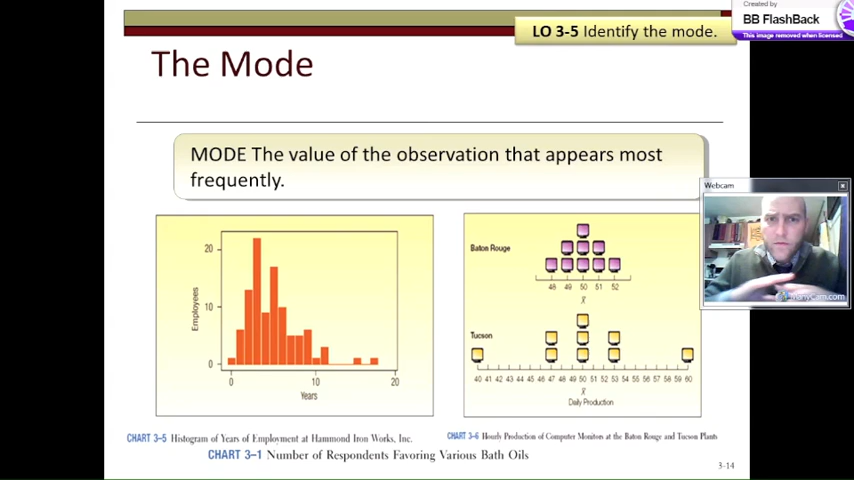 Created by
BB FlashBack
This image removed when licensed
LO 3-5 Identify the mode.
The Mode
MODE The value of the observation that appears most
frequently.
Webcam
ManyCam.com
Employees
20
10
0
0 10 20
Years
Baton Rouge
48 49 50 51 52
X̄
Tucson
40 41 42 43 44 45 46 47 48 49 50 51 52 53 54 55 56 57 58 59 60
X̄
Daily Production
CHART 3–5 Histogram of Years of Employment at Hammond Iron Works, Inc.
CHART 3–6 Hourly Production of Computer Monitors at the Baton Rouge and Tucson Plants
CHART 3–1 Number of Respondents Favoring Various Bath Oils
3-14